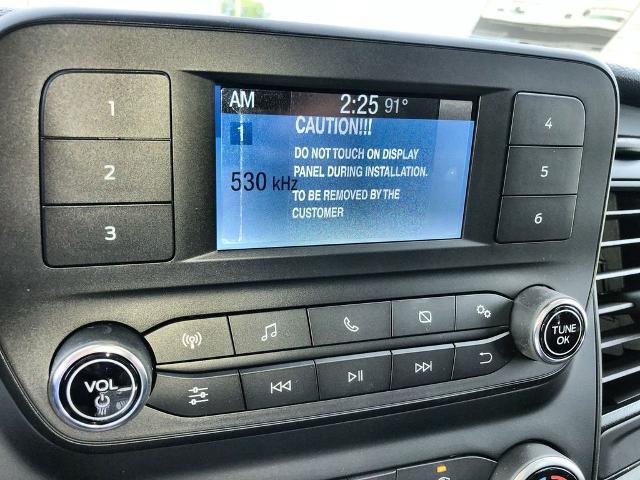 AM 2:25 91°
1 CAUTION!!!
DO NOT TOUCH ON DISPLAY
PANEL DURING INSTALLATION.
530 kHz
TO BE REMOVED BY THE
CUSTOMER
1
2
3
4
5
6
VOL
TUNE
OK